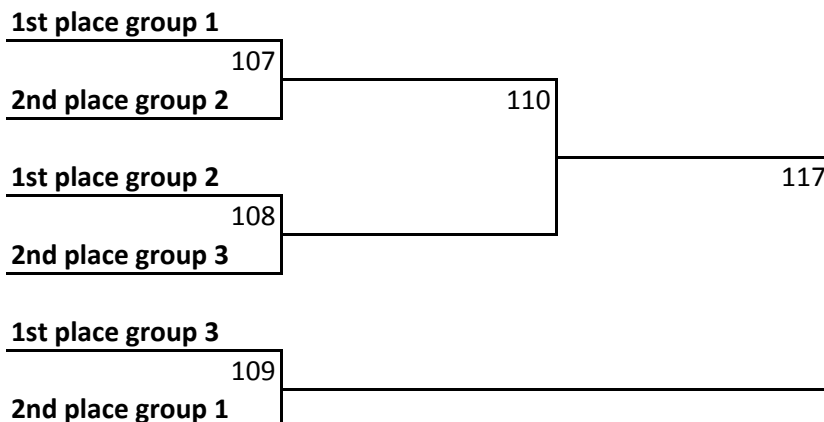 1st place group 1
107
2nd place group 2
110
1st place group 2
117
108
2nd place group 3
1st place group 3
109
2nd place group 1